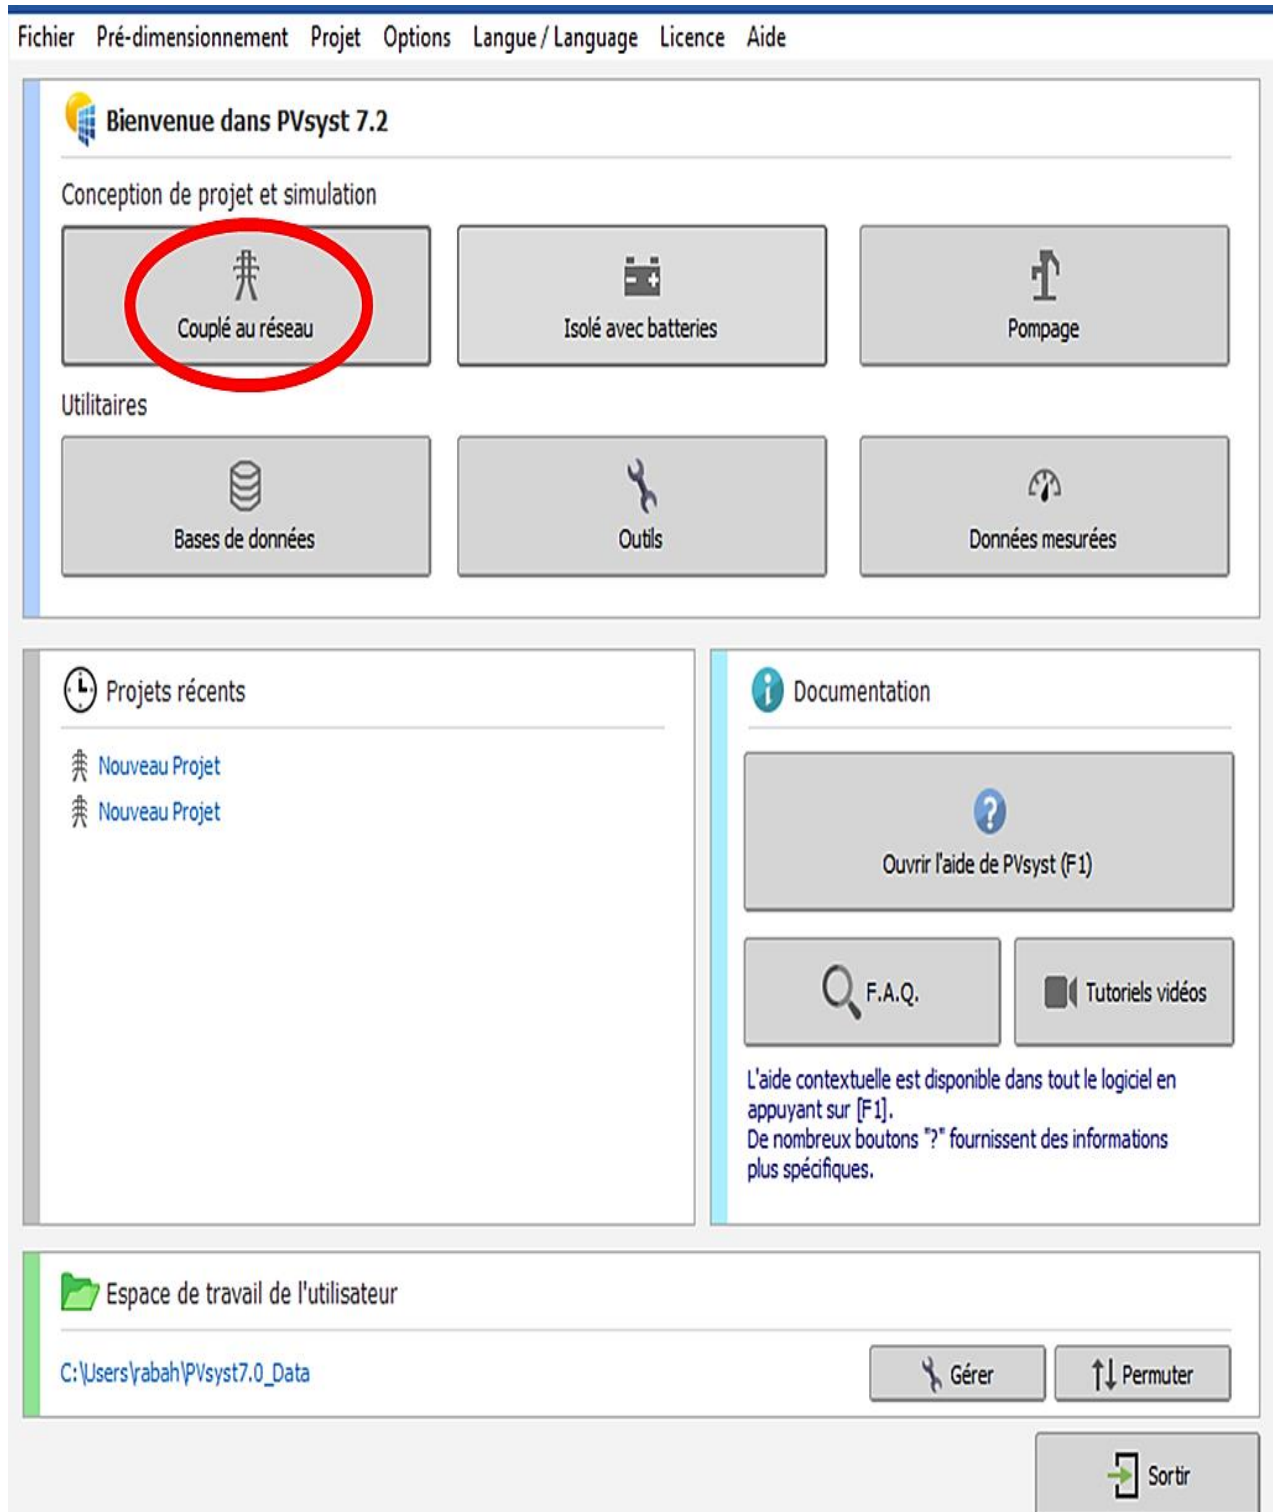 Fichier Pré-dimensionnement Projet Options Langue / Language Licence Aide
Bienvenue dans PVsyst 7.2
Conception de projet et simulation
Couplé au réseau
Isolé avec batteries
Pompage
Utilitaires
Bases de données
Outils
Données mesurées
Projets récents
Nouveau Projet
Nouveau Projet
Documentation
Ouvrir l'aide de PVsyst (F1)
F.A.Q.
Tutoriels vidéos
L'aide contextuelle est disponible dans tout le logiciel en
appuyant sur [F1].
De nombreux boutons "?" fournissent des informations
plus spécifiques.
Espace de travail de l'utilisateur
C:\Users\rabah\PVsyst7.0_Data
Gérer
Permuter
Sortir